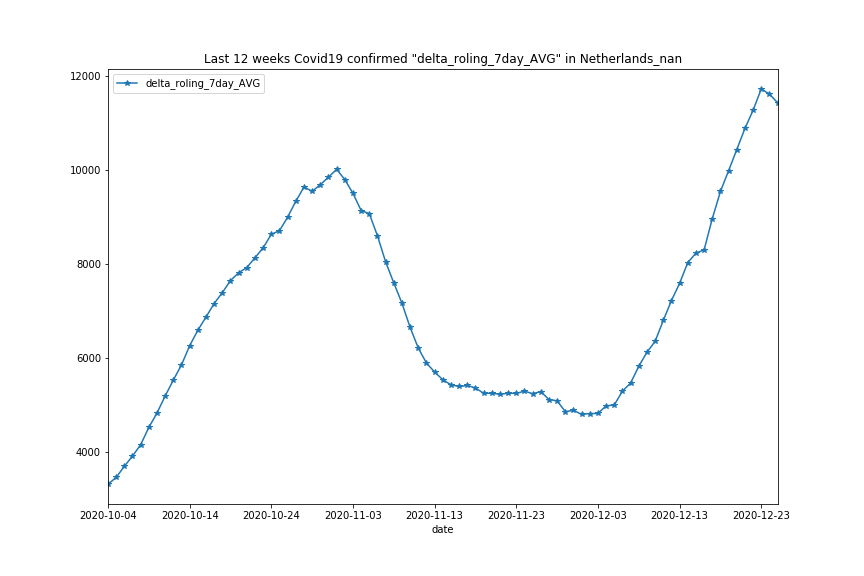 Last 12 weeks Covid19 confirmed "delta_roling_7day_AVG" in Netherlands_nan
delta_roling_7day_AVG
12000
10000
8000
6000
4000
2020-10-04 2020-10-14 2020-10-24 2020-11-03 2020-11-13 2020-11-23 2020-12-03 2020-12-13 2020-12-23
date